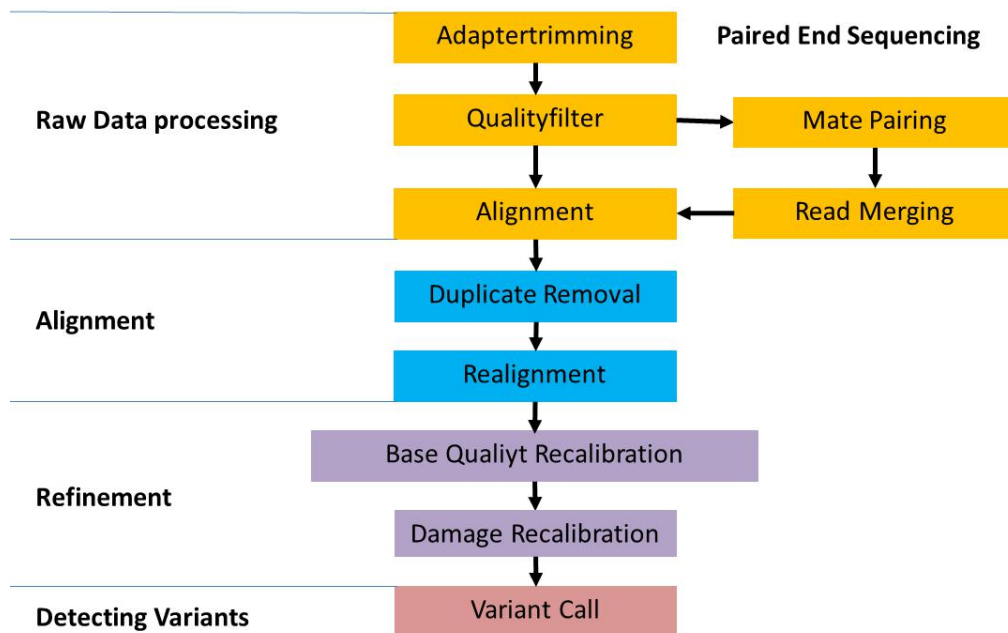 Adaptertrimming
Paired End Sequencing
Raw Data processing
Qualityfilter
Mate Pairing
Alignment
Read Merging
Duplicate Removal
Alignment
Realignment
Base Qualiyt Recalibration
Refinement
Damage Recalibration
Variant Call
Detecting Variants